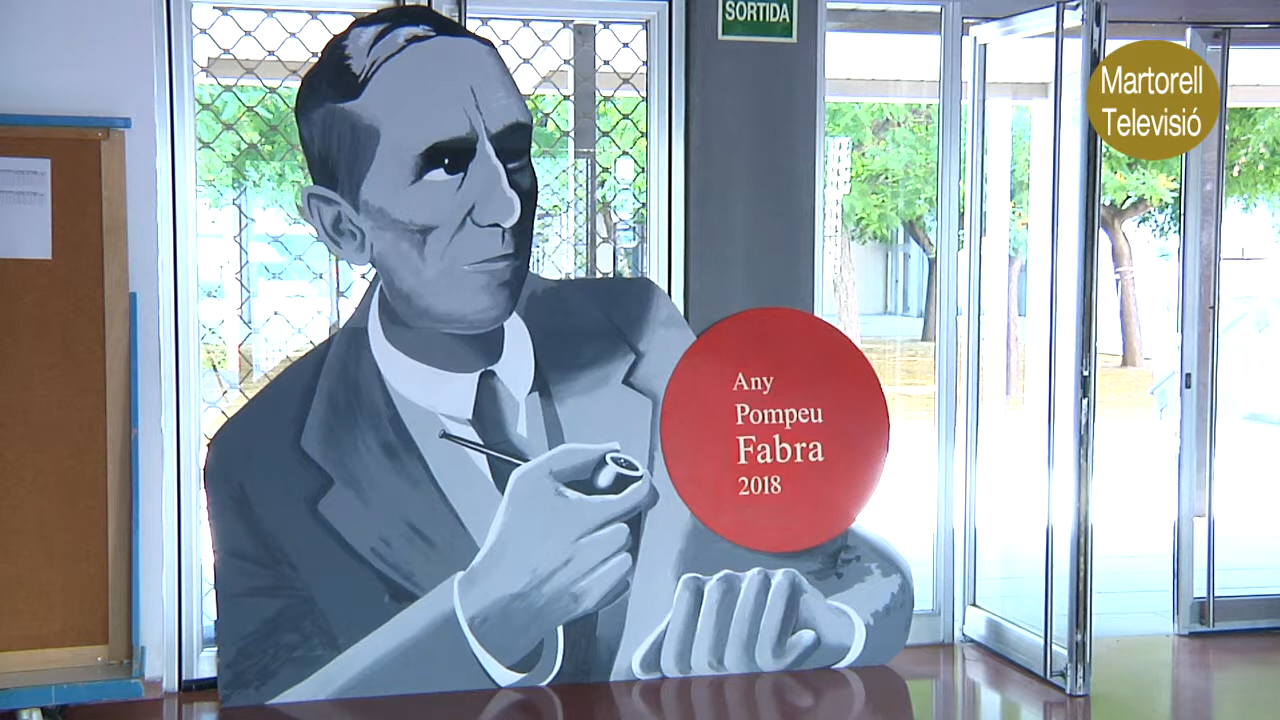 SORTIDA
Martorell
Televisió
Any
Pompeu
Fabra
2018